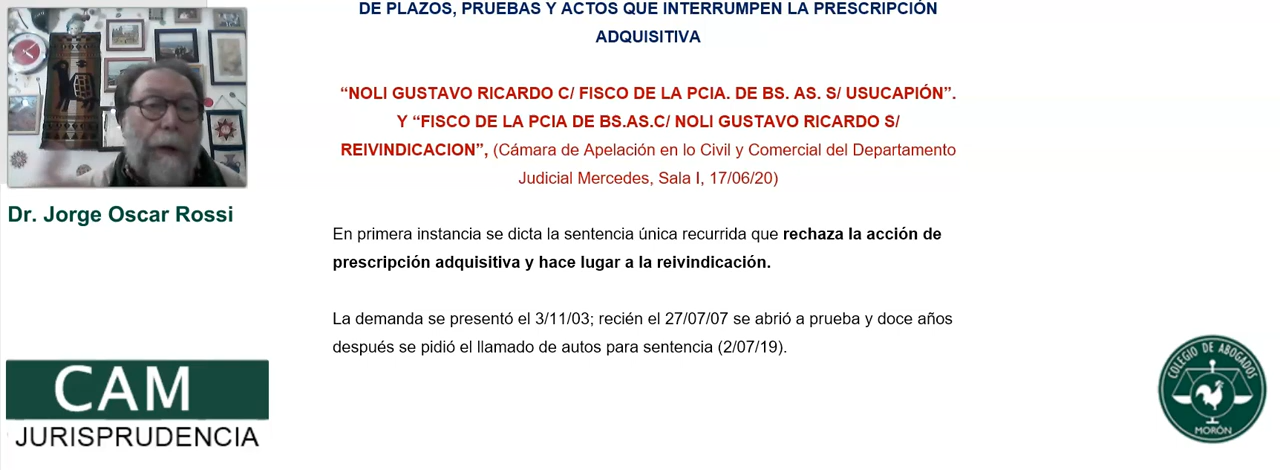 DE PLAZOS, PRUEBAS Y ACTOS QUE INTERRUMPEN LA PRESCRIPCIÓN
ADQUISITIVA
“NOLI GUSTAVO RICARDO C/ FISCO DE LA PCIA. DE BS. AS. S/ USUCAPIÓN”.
Y “FISCO DE LA PCIA DE BS.AS.C/ NOLI GUSTAVO RICARDO S/
REIVINDICACION”, (Cámara de Apelación en lo Civil y Comercial del Departamento
Judicial Mercedes, Sala I, 17/06/20)
Dr. Jorge Oscar Rossi
En primera instancia se dicta la sentencia única recurrida que rechaza la acción de
prescripción adquisitiva y hace lugar a la reivindicación.
La demanda se presentó el 3/11/03; recién el 27/07/07 se abrió a prueba y doce años
después se pidió el llamado de autos para sentencia (2/07/19).
CAM
JURISPRUDENCIA
COLEGIO DE ABOGADOS
MORÓN